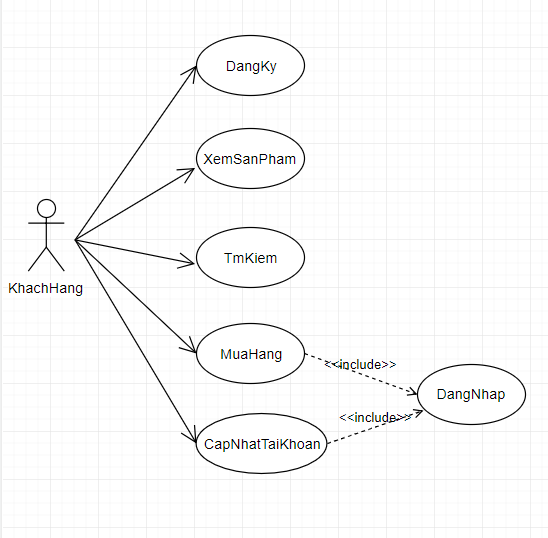 DangKy
XemSanPham
TmKiem
KhachHang
MuaHang
<<include>>
DangNhap
<<include>>
CapNhatTaiKhoan